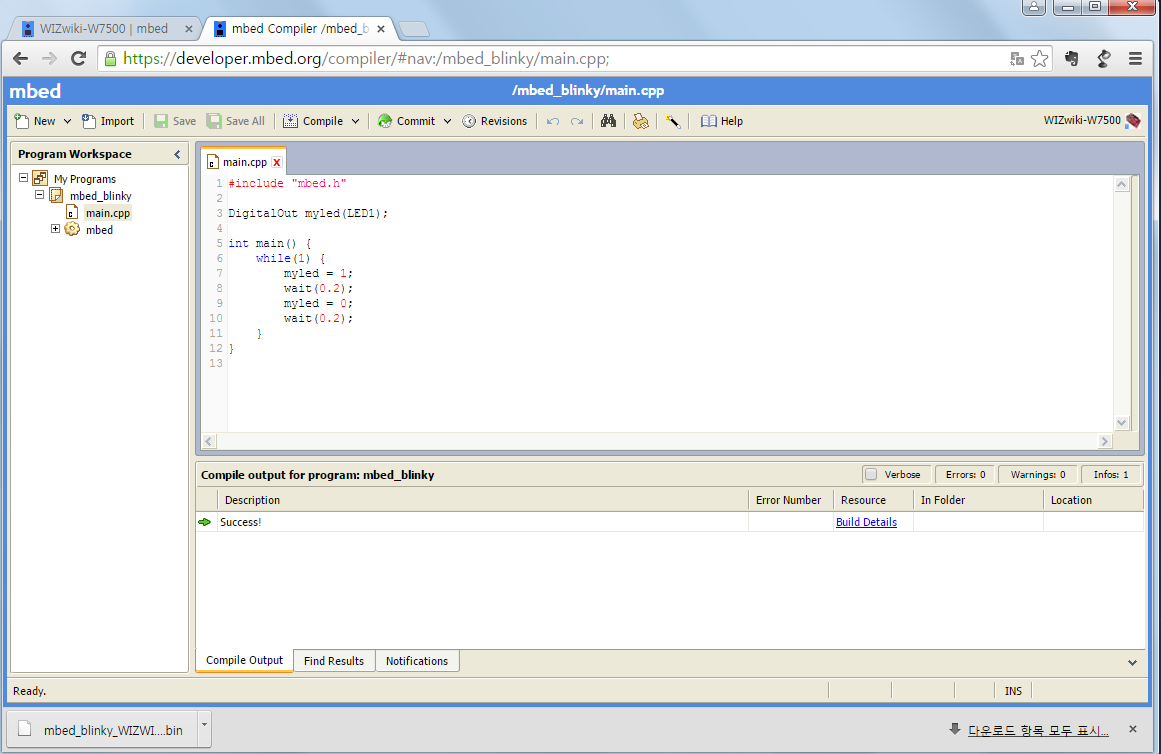 WIZwiki-W7500 | mbed
mbed Compiler /mbed_b
https://developer.mbed.org/compiler/#nav:/mbed_blinky/main.cpp;
mbed
/mbed_blinky/main.cpp
New Import Save Save All Compile Commit Revisions Help WIZwiki-W7500
Program Workspace
My Programs
mbed_blinky
main.cpp
mbed
main.cpp
1 #include "mbed.h"
2
3 DigitalOut myled(LED1);
4
5 int main() {
6 while(1) {
7 myled = 1;
8 wait(0.2);
9 myled = 0;
10 wait(0.2);
11 }
12 }
13
Compile output for program: mbed_blinky Verbose Errors: 0 Warnings: 0 Infos: 1
Description Error Number Resource In Folder Location
Success! Build Details
Compile Output Find Results Notifications
Ready. INS
mbed_blinky_WIZWI....bin 다운로드 항목 모두 표시...